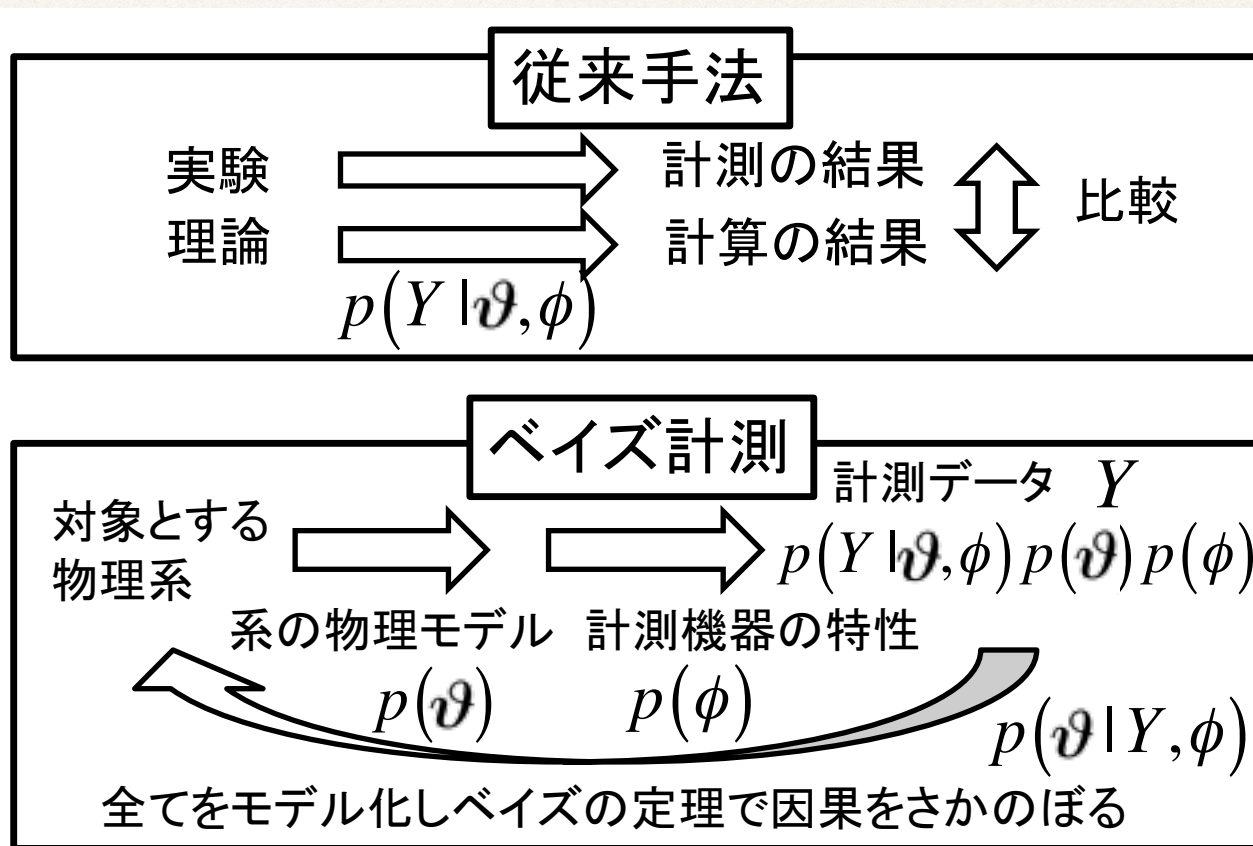 従来手法
実験 計測の結果
理論 計算の結果
比較
p(Y|ϑ,ϕ)
ベイズ計測
計測データ Y
対象とする
物理系
p(Y|ϑ,ϕ)p(ϑ)p(ϕ)
系の物理モデル 計測機器の特性
p(ϑ) p(ϕ)
p(ϑ|Y,ϕ)
全てをモデル化しベイズの定理で因果をさかのぼる